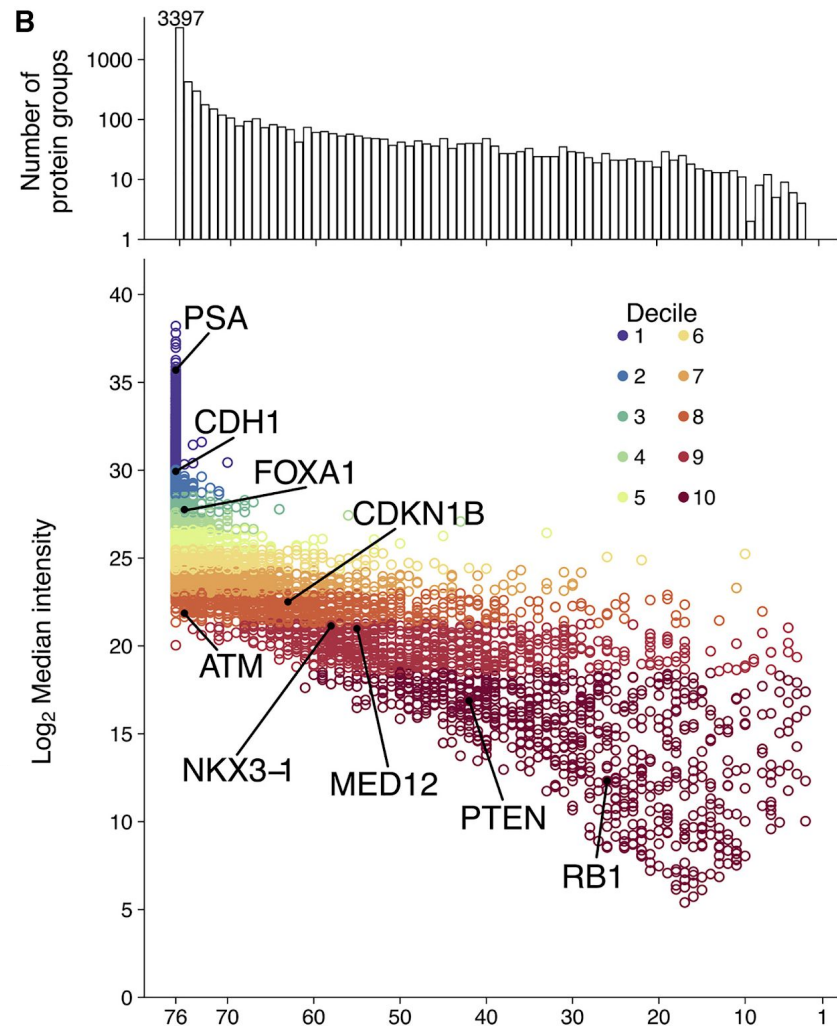 B
3397
Number of
protein groups
1000
100
10
1
40
35
30
25
20
15
10
5
0
Log2 Median intensity
PSA
CDH1
FOXA1
CDKN1B
ATM
NKX3–1
MED12
PTEN
RB1
Decile
1 6
2 7
3 8
4 9
5 10
76 70 60 50 40 30 20 10 1